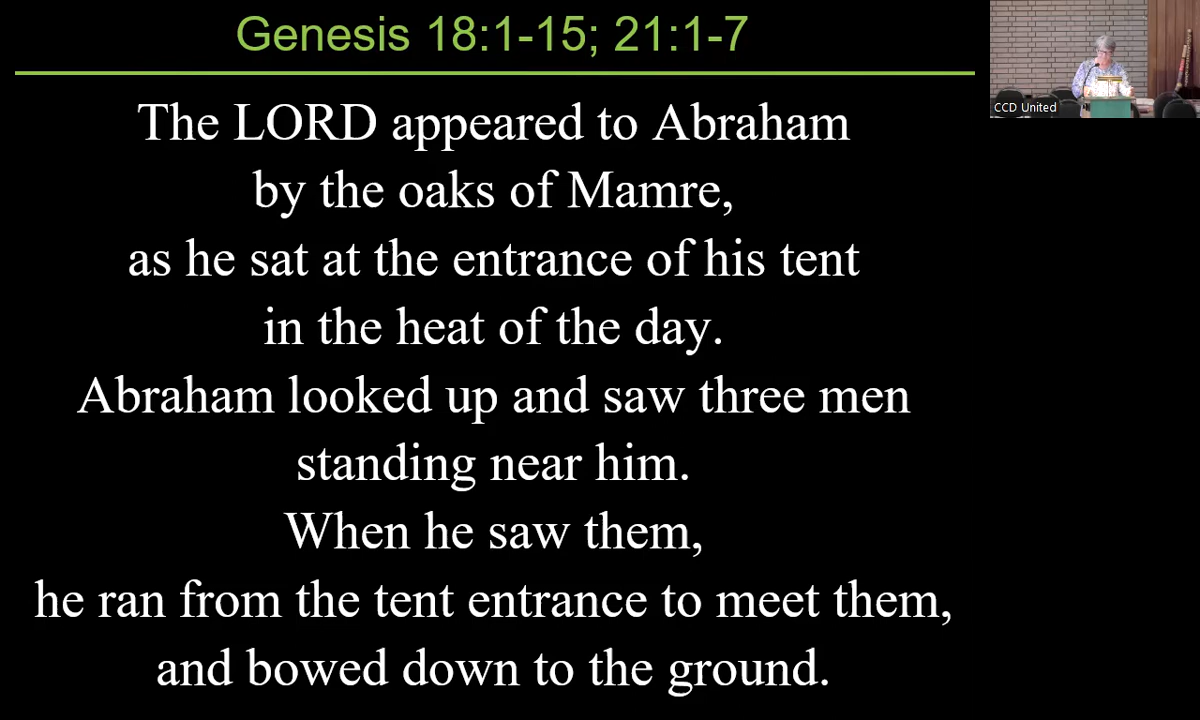 Genesis 18:1-15; 21:1-7
CCD United
The LORD appeared to Abraham
by the oaks of Mamre,
as he sat at the entrance of his tent
in the heat of the day.
Abraham looked up and saw three men
standing near him.
When he saw them,
he ran from the tent entrance to meet them,
and bowed down to the ground.